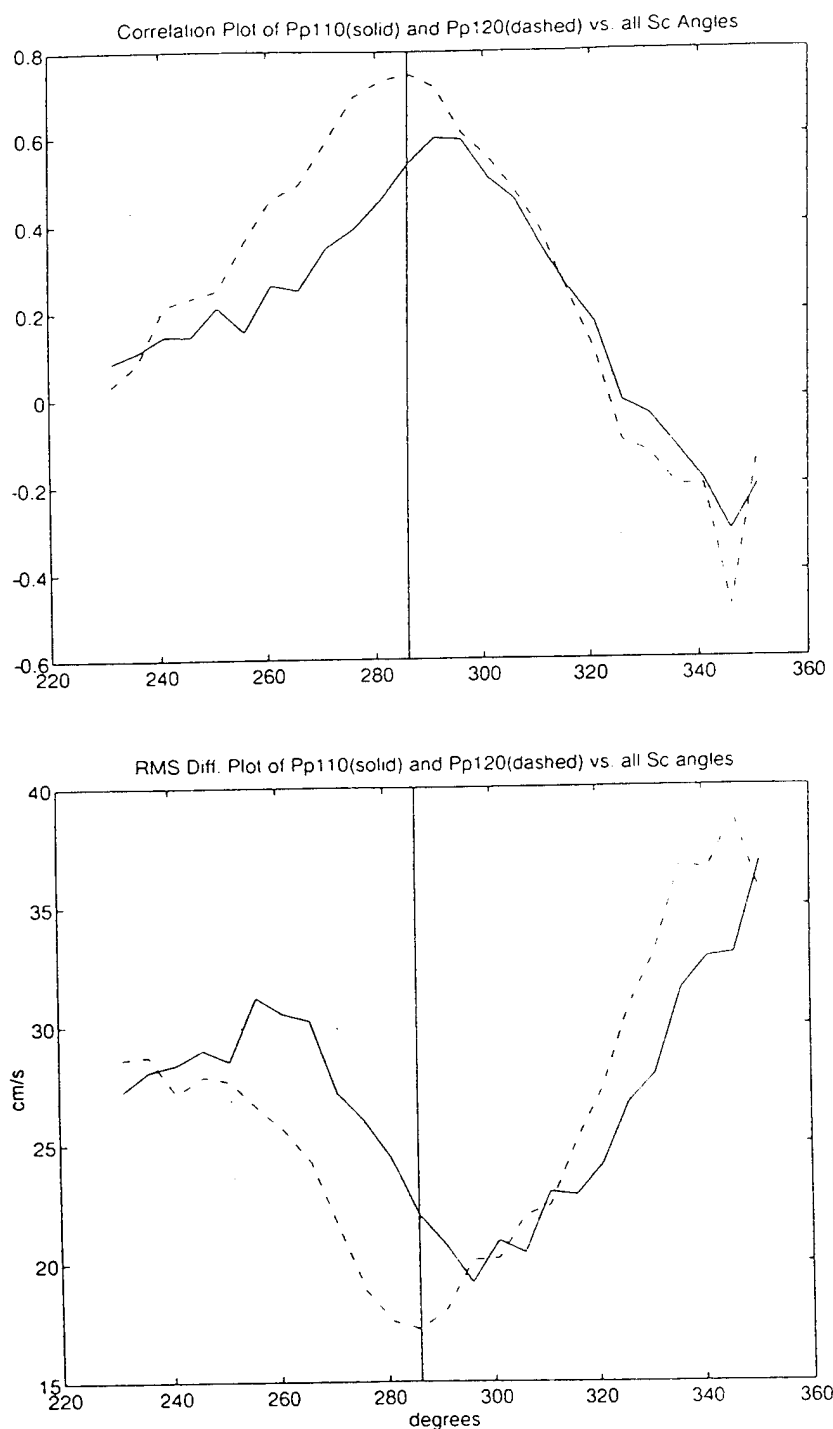 Correlation Plot of Pp110(solid) and Pp120(dashed) vs. all Sc Angles
0.8
0.6
0.4
0.2
0
-0.2
-0.4
-0.6
220 240 260 280 300 320 340 360
RMS Diff. Plot of Pp110(solid) and Pp120(dashed) vs. all Sc angles
40
35
30
cm/s
25
20
15
220 240 260 280 300 320 340 360
degrees